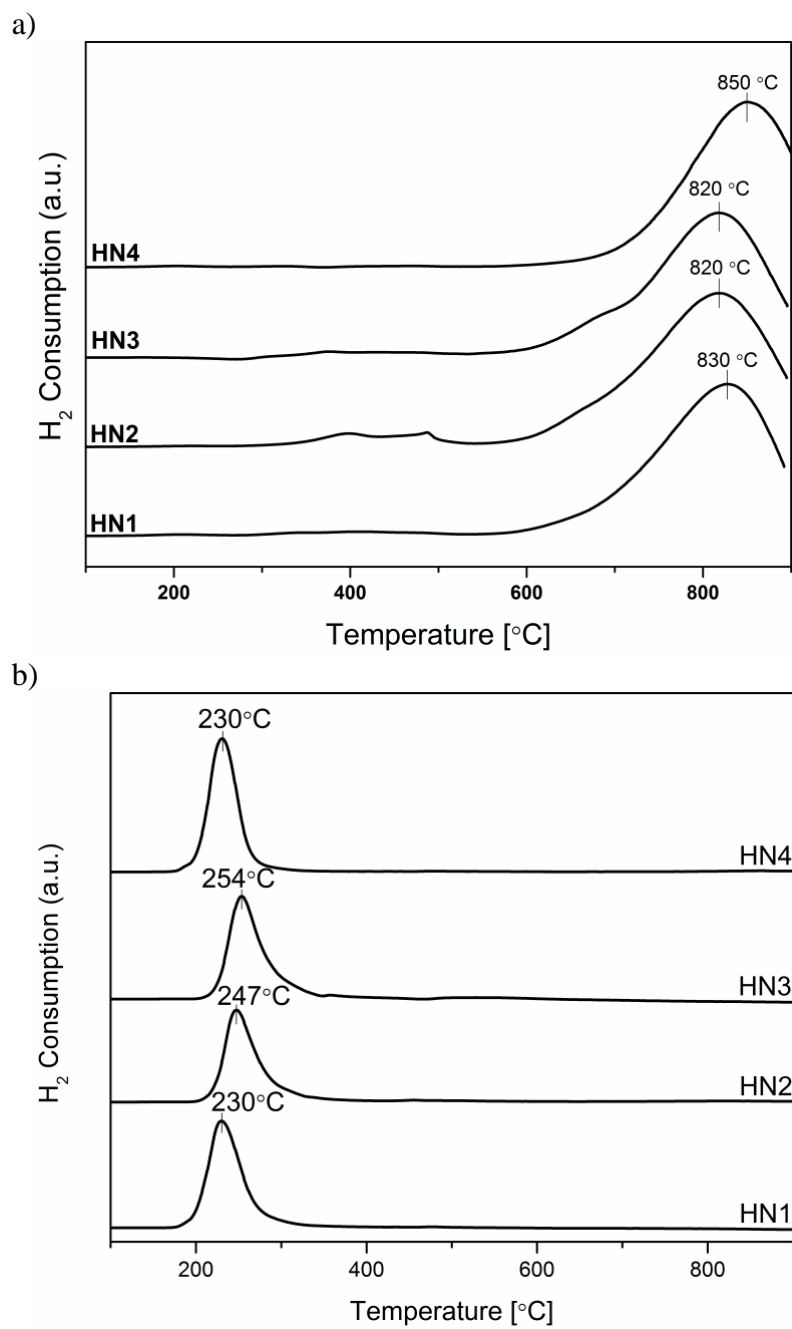 a)
H2 Consumption (a.u.)
850 °C
HN4
820 °C
HN3
820 °C
HN2
830 °C
HN1
200 400 600 800
Temperature [°C]
b)
H2 Consumption (a.u.)
230°C
HN4
254°C
HN3
247°C
HN2
230°C
HN1
200 400 600 800
Temperature [°C]